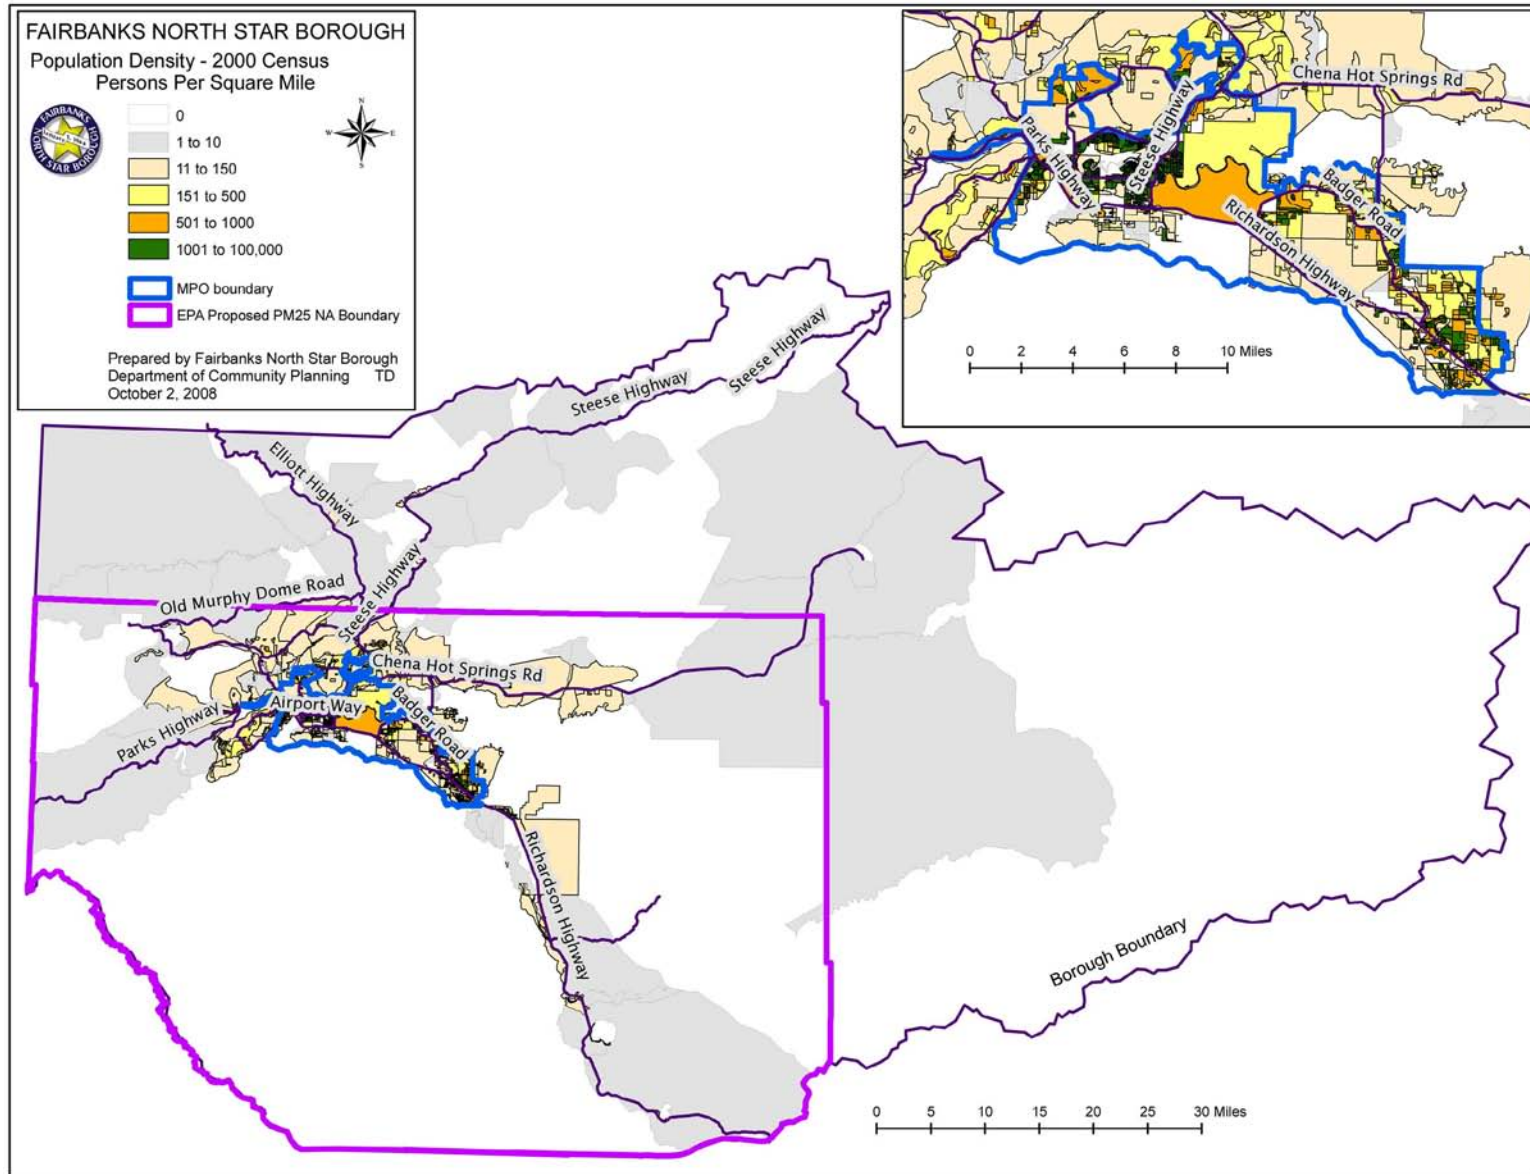 FAIRBANKS NORTH STAR BOROUGH
Population Density - 2000 Census
Persons Per Square Mile
0
1 to 10
11 to 150
151 to 500
501 to 1000
1001 to 100,000
MPO boundary
EPA Proposed PM25 NA Boundary
N
W
E
S
FAIRBANKS
NORTH STAR BOROUGH
Prepared by Fairbanks North Star Borough
Department of Community Planning TD
October 2, 2008
Chena Hot Springs Rd
Steese Highway
Parks Highway
Badger Road
Richardson Highway
0 2 4 6 8 10 Miles
Steese Highway
Steese Highway
Elliott Highway
Old Murphy Dome Road
Steese Highway
Chena Hot Springs Rd
Airport Way
Badger Road
Parks Highway
Richardson Highway
Borough Boundary
0 5 10 15 20 25 30 Miles